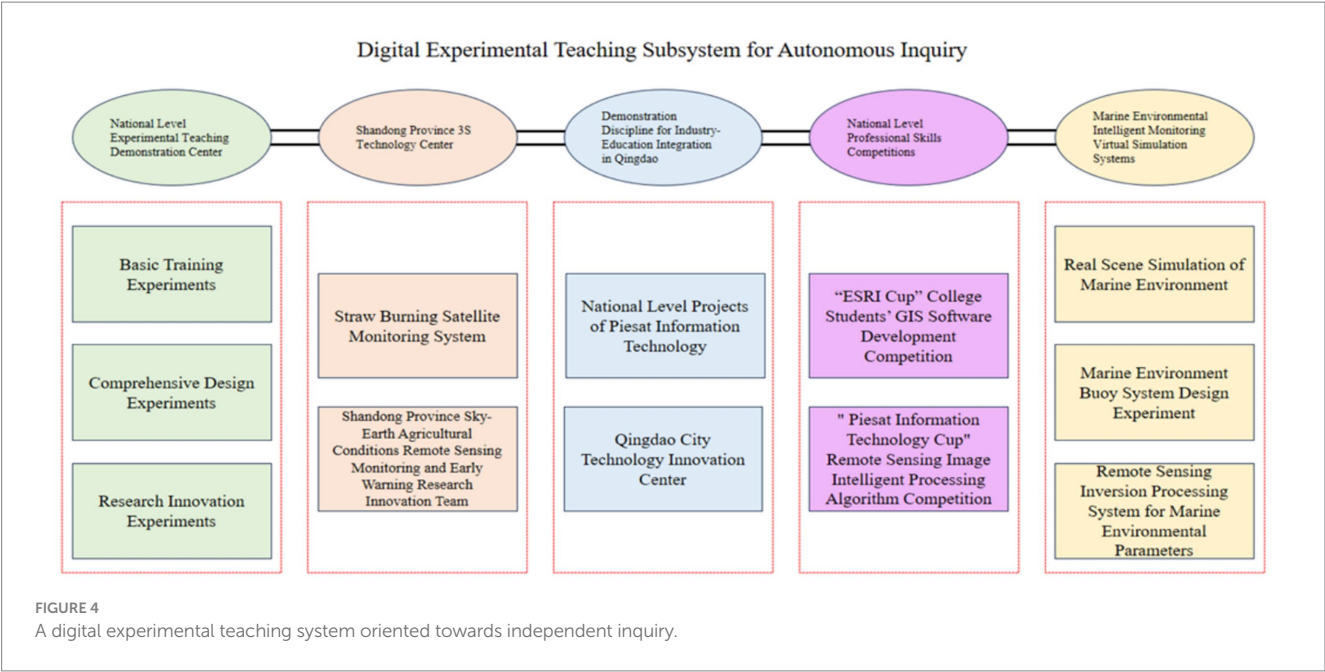 Digital Experimental Teaching Subsystem for Autonomous Inquiry
National Level
Experimental Teaching
Demonstration Center
Shandong Province 3S
Technology Center
Demonstration
Discipline for Industry-
Education Integration
in Qingdao
National Level
Professional Skills
Competitions
Marine Environmental
Intelligent Monitoring
Virtual Simulation
Systems
Basic Training
Experiments
Comprehensive Design
Experiments
Research Innovation
Experiments
Straw Burning Satellite
Monitoring System
Shandong Province Sky-
Earth Agricultural
Conditions Remote Sensing
Monitoring and Early
Warning Research
Innovation Team
National Level Projects
of Piesat Information
Technology
Qingdao City
Technology Innovation
Center
“ESRI Cup” College
Students’ GIS Software
Development
Competition
" Piesat Information
Technology Cup"
Remote Sensing Image
Intelligent Processing
Algorithm Competition
Real Scene Simulation of
Marine Environment
Marine Environment
Buoy System Design
Experiment
Remote Sensing
Inversion Processing
System for Marine
Environmental
Parameters
FIGURE 4
A digital experimental teaching system oriented towards independent inquiry.